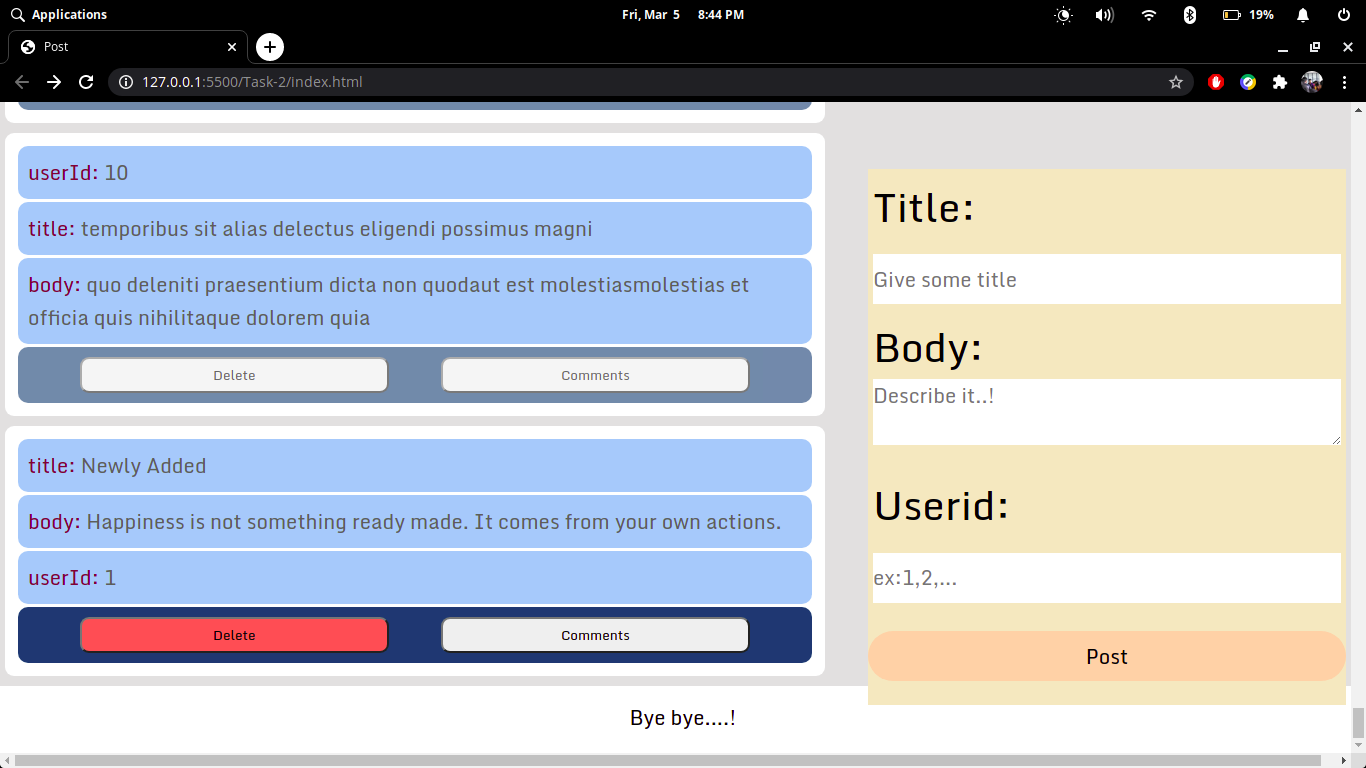 Applications
Fri, Mar 5 8:44 PM
19%
Post
127.0.0.1:5500/Task-2/index.html
userId: 10
title: temporibus sit alias delectus eligendi possimus magni
body: quo deleniti praesentium dicta non quodaut est molestiasmolestias et
officia quis nihilitaque dolorem quia
Delete
Comments
title: Newly Added
body: Happiness is not something ready made. It comes from your own actions.
userId: 1
Delete
Comments
Title:
Give some title
Body:
Describe it..!
Userid:
ex:1,2,...
Post
Bye bye....!